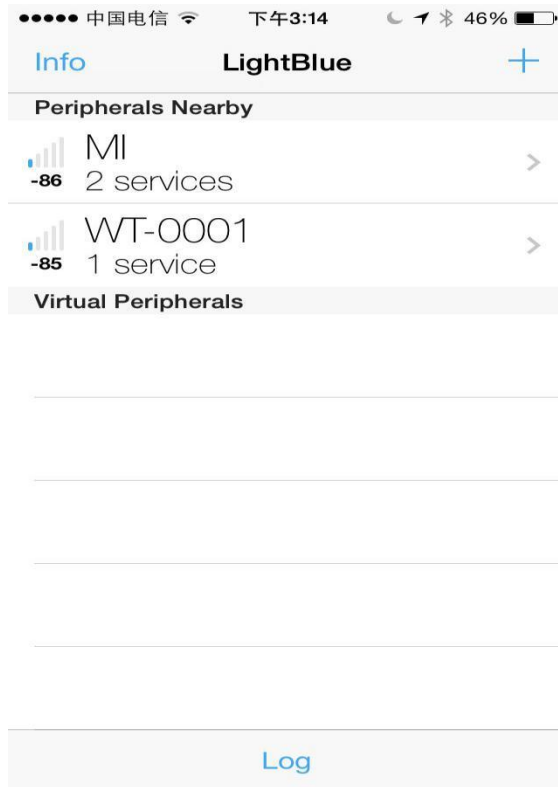 中国电信 下午3:14 46%
Info LightBlue +
Peripherals Nearby
MI
-86 2 services
WT-0001
-85 1 service
Virtual Peripherals
Log